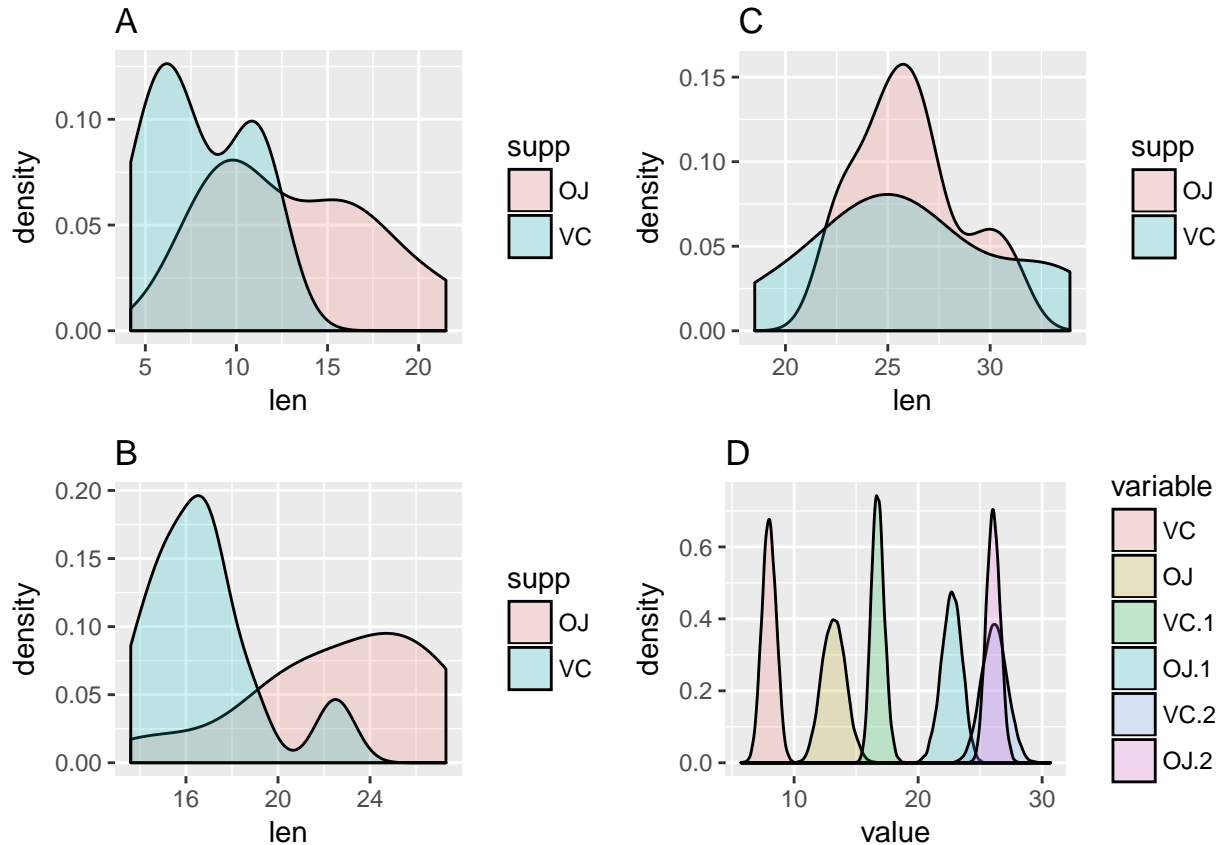 A
density
0.10
0.05
0.00
5 10 15 20
len
supp
OJ
VC
C
density
0.15
0.10
0.05
0.00
20 25 30
len
supp
OJ
VC
B
density
0.20
0.15
0.10
0.05
0.00
16 20 24
len
supp
OJ
VC
D
density
0.6
0.4
0.2
0.0
10 20 30
value
variable
VC
OJ
VC.1
OJ.1
VC.2
OJ.2